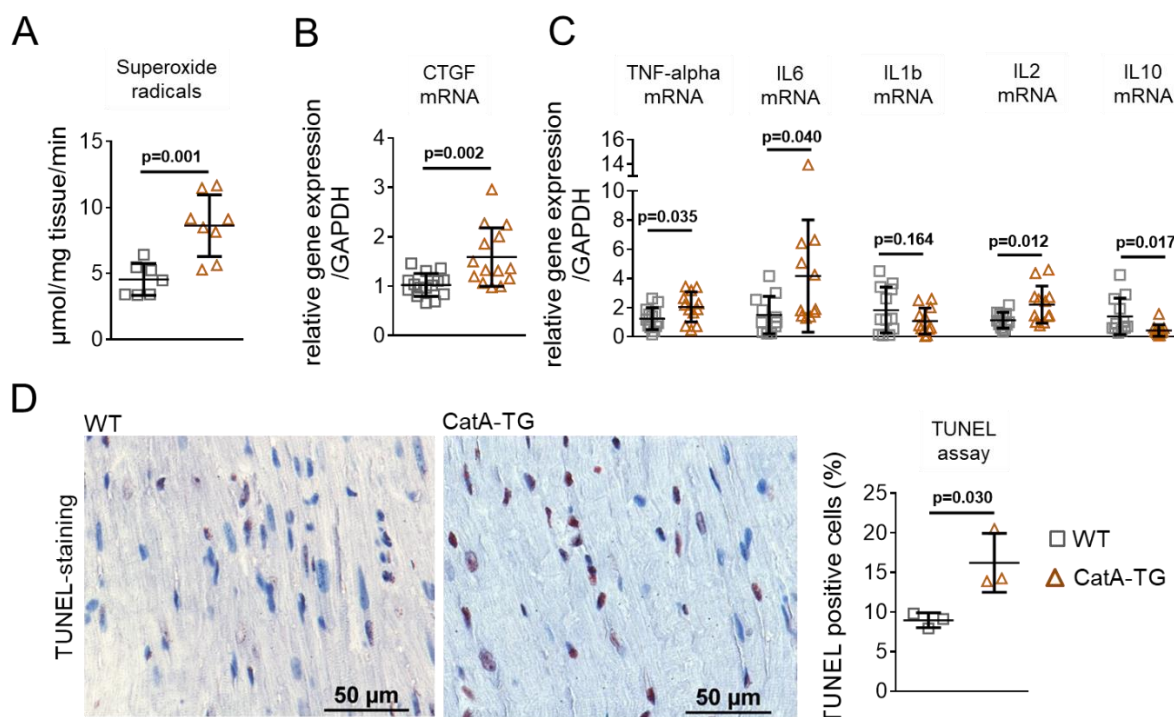 A
Superoxide
radicals
µmol/mg tissue/min
15
10
5
0
p=0.001
B
CTGF
mRNA
relative gene expression
/GAPDH
4
3
2
1
0
p=0.002
C
TNF-alpha
mRNA
IL6
mRNA
IL1b
mRNA
IL2
mRNA
IL10
mRNA
relative gene expression
/GAPDH
16
14
10
8
6
4
2
0
p=0.035
p=0.040
p=0.164
p=0.012
p=0.017
D
WT
CatA-TG
TUNEL-staining
50 µm
50 µm
TUNEL
assay
TUNEL positive cells (%)
25
20
15
10
5
0
p=0.030
WT
CatA-TG